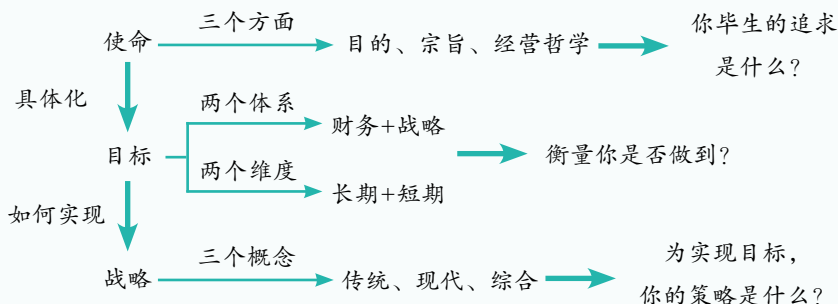 三个方面
使命
目的、宗旨、经营哲学
你毕生的追求
是什么?
具体化
两个体系
财务+战略
目标
衡量你是否做到?
两个维度
长期+短期
如何实现
三个概念
战略
传统、现代、综合
为实现目标，
你的策略是什么?